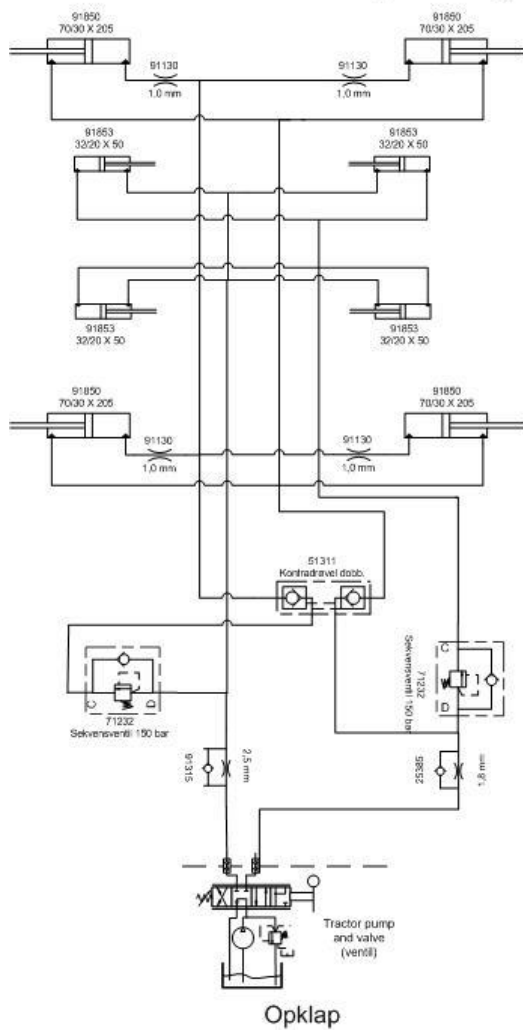 91850
70/30 X 205
91850
70/30 X 205
91130
1,0 mm
91130
1,0 mm
91853
32/20 X 50
91853
32/20 X 50
91853
32/20 X 50
91853
32/20 X 50
91850
70/30 X 205
91850
70/30 X 205
91130
1,0 mm
91130
1,0 mm
51311
Kontradrøvel dobb.
C
D
71232
Sekvensventil 150 bar
C
D
71232
Sekvensventil 150 bar
91315
2,5 mm
25385
1,8 mm
Tractor pump
and valve
(ventil)
Opklap